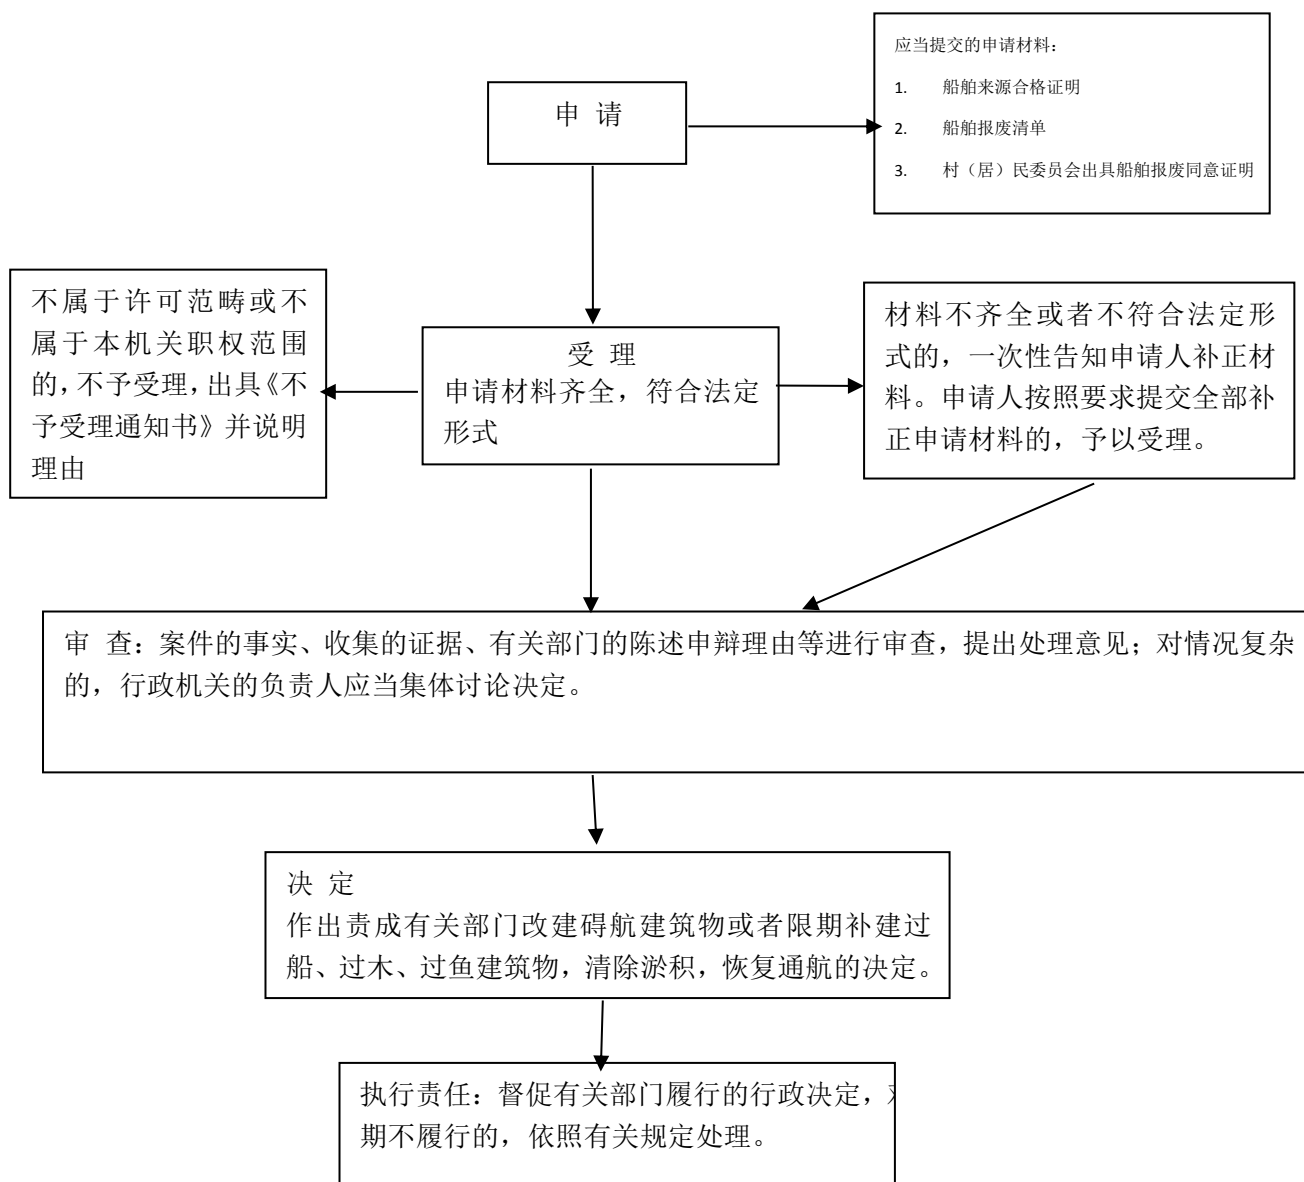 应当提交的申请材料：
1. 船舶来源合格证明
2. 船舶报废清单
3. 村（居）民委员会出具船舶报废同意证明
申 请
不属于许可范畴或不
属于本机关职权范围
的，不予受理，出具《不
予受理通知书》并说明
理由
受 理
申请材料齐全，符合法定
形式
材料不齐全或者不符合法定形
式的，一次性告知申请人补正材
料。申请人按照要求提交全部补
正申请材料的，予以受理。
审 查：案件的事实、收集的证据、有关部门的陈述申辩理由等进行审查，提出处理意见；对情况复杂
的，行政机关的负责人应当集体讨论决定。
决 定
作出责成有关部门改建碍航建筑物或者限期补建过
船、过木、过鱼建筑物，清除淤积，恢复通航的决定。
执行责任：督促有关部门履行的行政决定，
期不履行的，依照有关规定处理。